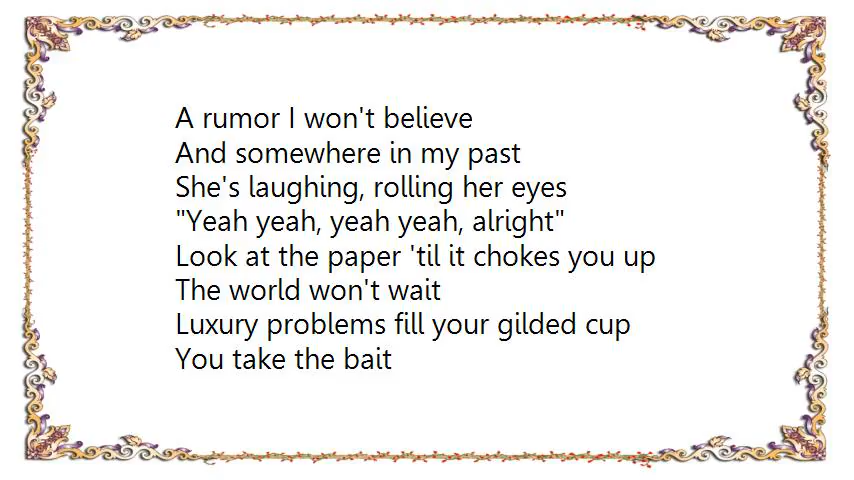 A rumor I won't believe
And somewhere in my past
She's laughing, rolling her eyes
"Yeah yeah, yeah yeah, alright"
Look at the paper 'til it chokes you up
The world won't wait
Luxury problems fill your gilded cup
You take the bait